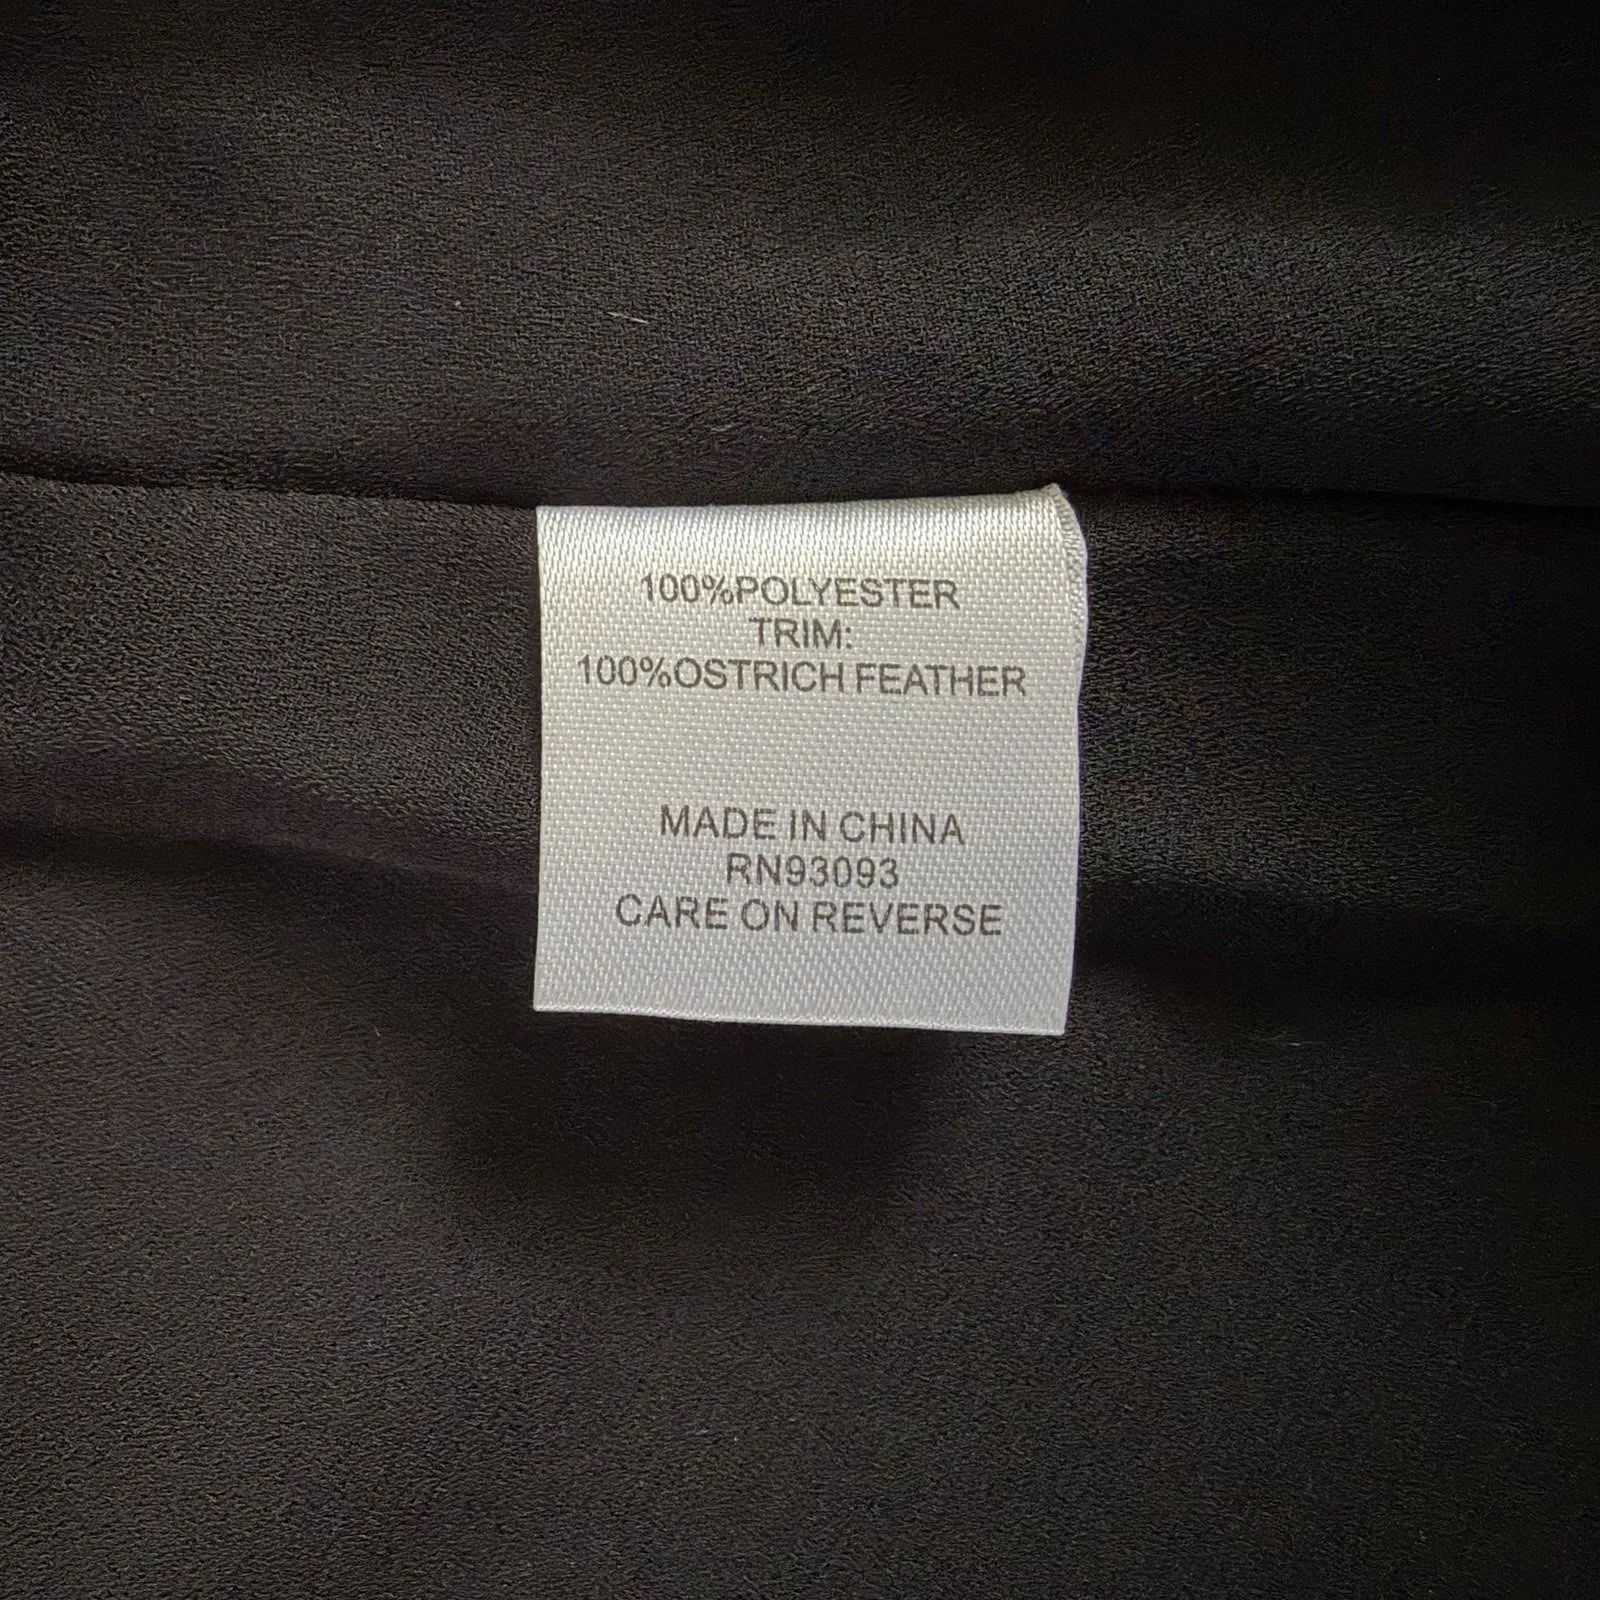 100%POLYESTER
TRIM:
100%OSTRICH FEATHER
MADE IN CHINA
RN93093
CARE ON REVERSE